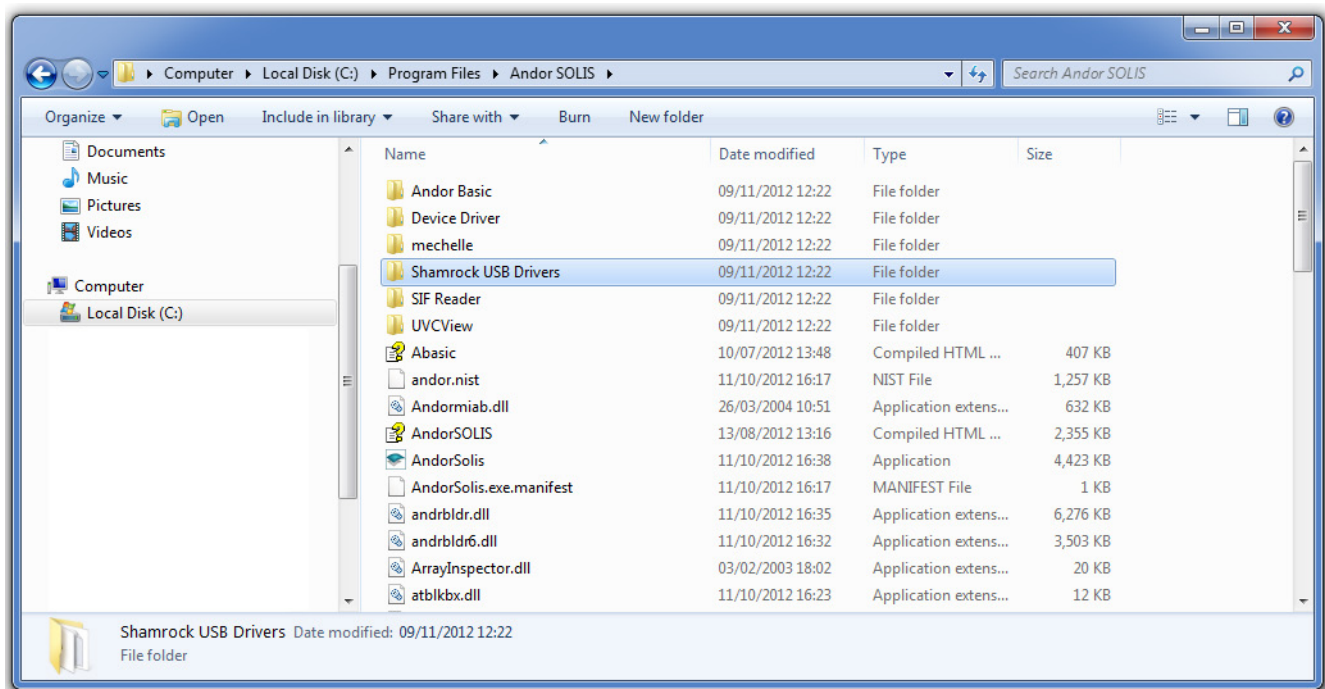 Computer ▸ Local Disk (C:) ▸ Program Files ▸ Andor SOLIS ▸ Search Andor SOLIS
Organize Open Include in library Share with Burn New folder
Documents
Music
Pictures
Videos
Computer
Local Disk (C:)
Name Date modified Type Size
Andor Basic 09/11/2012 12:22 File folder
Device Driver 09/11/2012 12:22 File folder
mechelle 09/11/2012 12:22 File folder
Shamrock USB Drivers 09/11/2012 12:22 File folder
SIF Reader 09/11/2012 12:22 File folder
UVCView 09/11/2012 12:22 File folder
Abasic 10/07/2012 13:48 Compiled HTML ... 407 KB
andor.nist 11/10/2012 16:17 NIST File 1,257 KB
Andormiab.dll 26/03/2004 10:51 Application extens... 632 KB
AndorSOLIS 13/08/2012 13:16 Compiled HTML ... 2,355 KB
AndorSolis 11/10/2012 16:38 Application 4,423 KB
AndorSolis.exe.manifest 11/10/2012 16:17 MANIFEST File 1 KB
andrbldr.dll 11/10/2012 16:35 Application extens... 6,276 KB
andrbldr6.dll 11/10/2012 16:32 Application extens... 3,503 KB
ArrayInspector.dll 03/02/2003 18:02 Application extens... 20 KB
atblkbx.dll 11/10/2012 16:23 Application extens... 12 KB
Shamrock USB Drivers Date modified: 09/11/2012 12:22
File folder